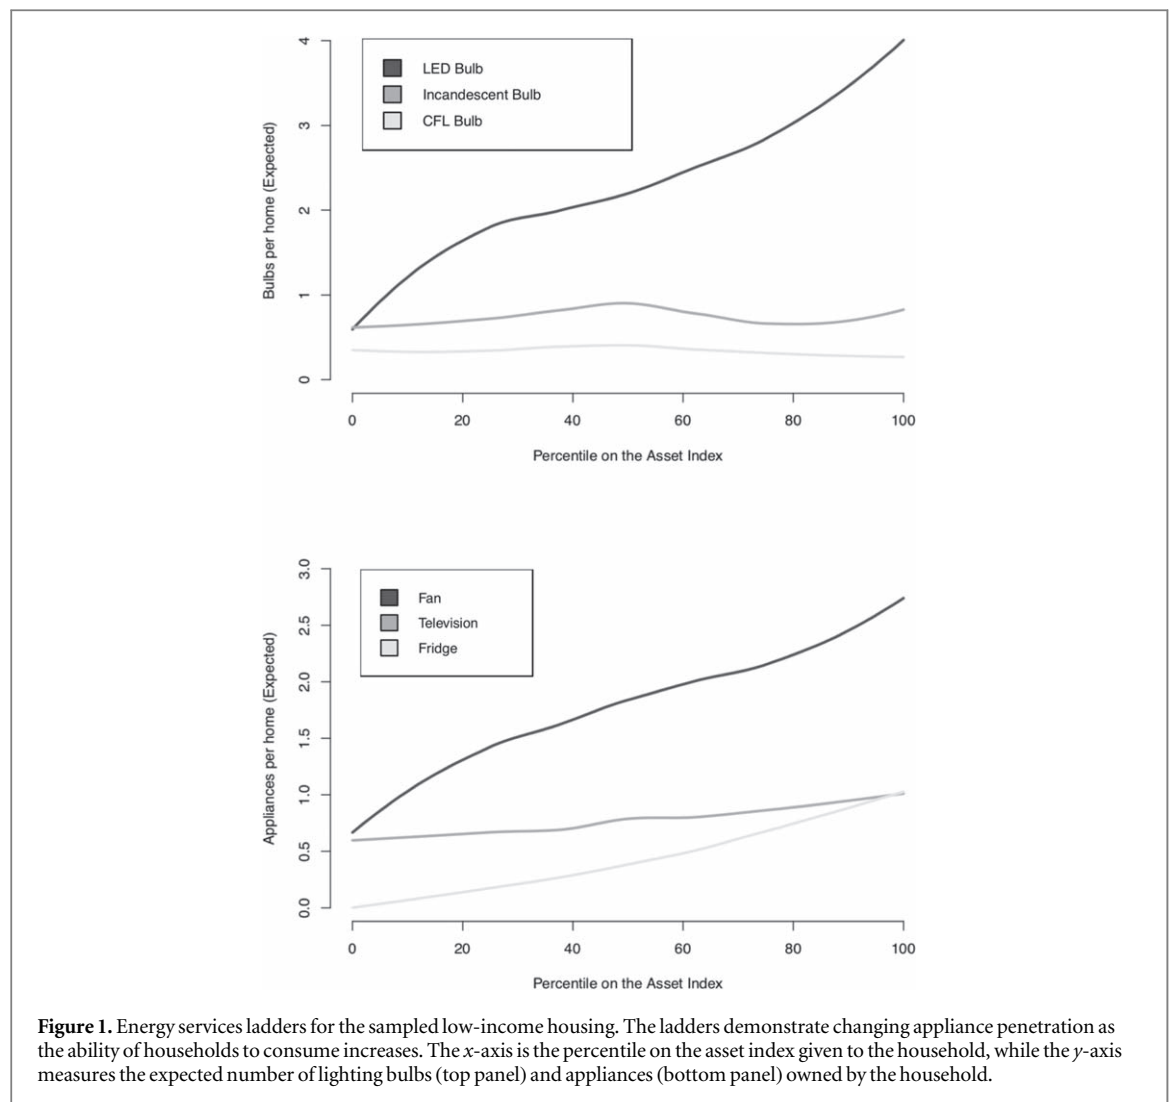 4
3
2
1
0
Bulbs per home (Expected)
LED Bulb
Incandescent Bulb
CFL Bulb
0 20 40 60 80 100
Percentile on the Asset Index
3.0
2.5
2.0
1.5
1.0
0.5
0.0
Appliances per home (Expected)
Fan
Television
Fridge
0 20 40 60 80 100
Percentile on the Asset Index
Figure 1. Energy services ladders for the sampled low-income housing. The ladders demonstrate changing appliance penetration as
the ability of households to consume increases. The x-axis is the percentile on the asset index given to the household, while the y-axis
measures the expected number of lighting bulbs (top panel) and appliances (bottom panel) owned by the household.